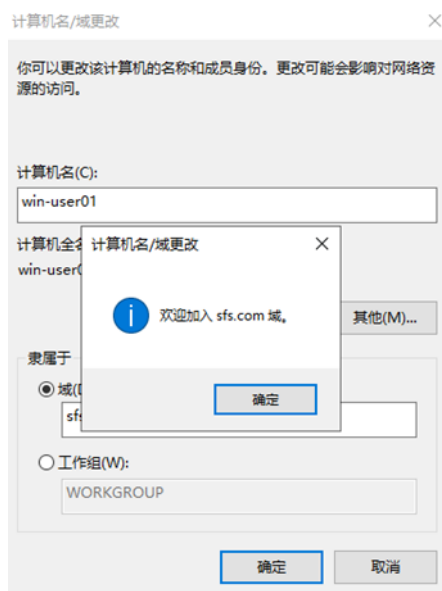 计算机名/域更改
你可以更改该计算机的名称和成员身份。更改可能会影响对网络资
源的访问。
计算机名(C):
win-user01
计算机全名
win-user0
计算机名/域更改
欢迎加入 sfs.com 域。
确定
其他(M)...
隶属于
域(D
sfs
工作组(W):
WORKGROUP
确定
取消